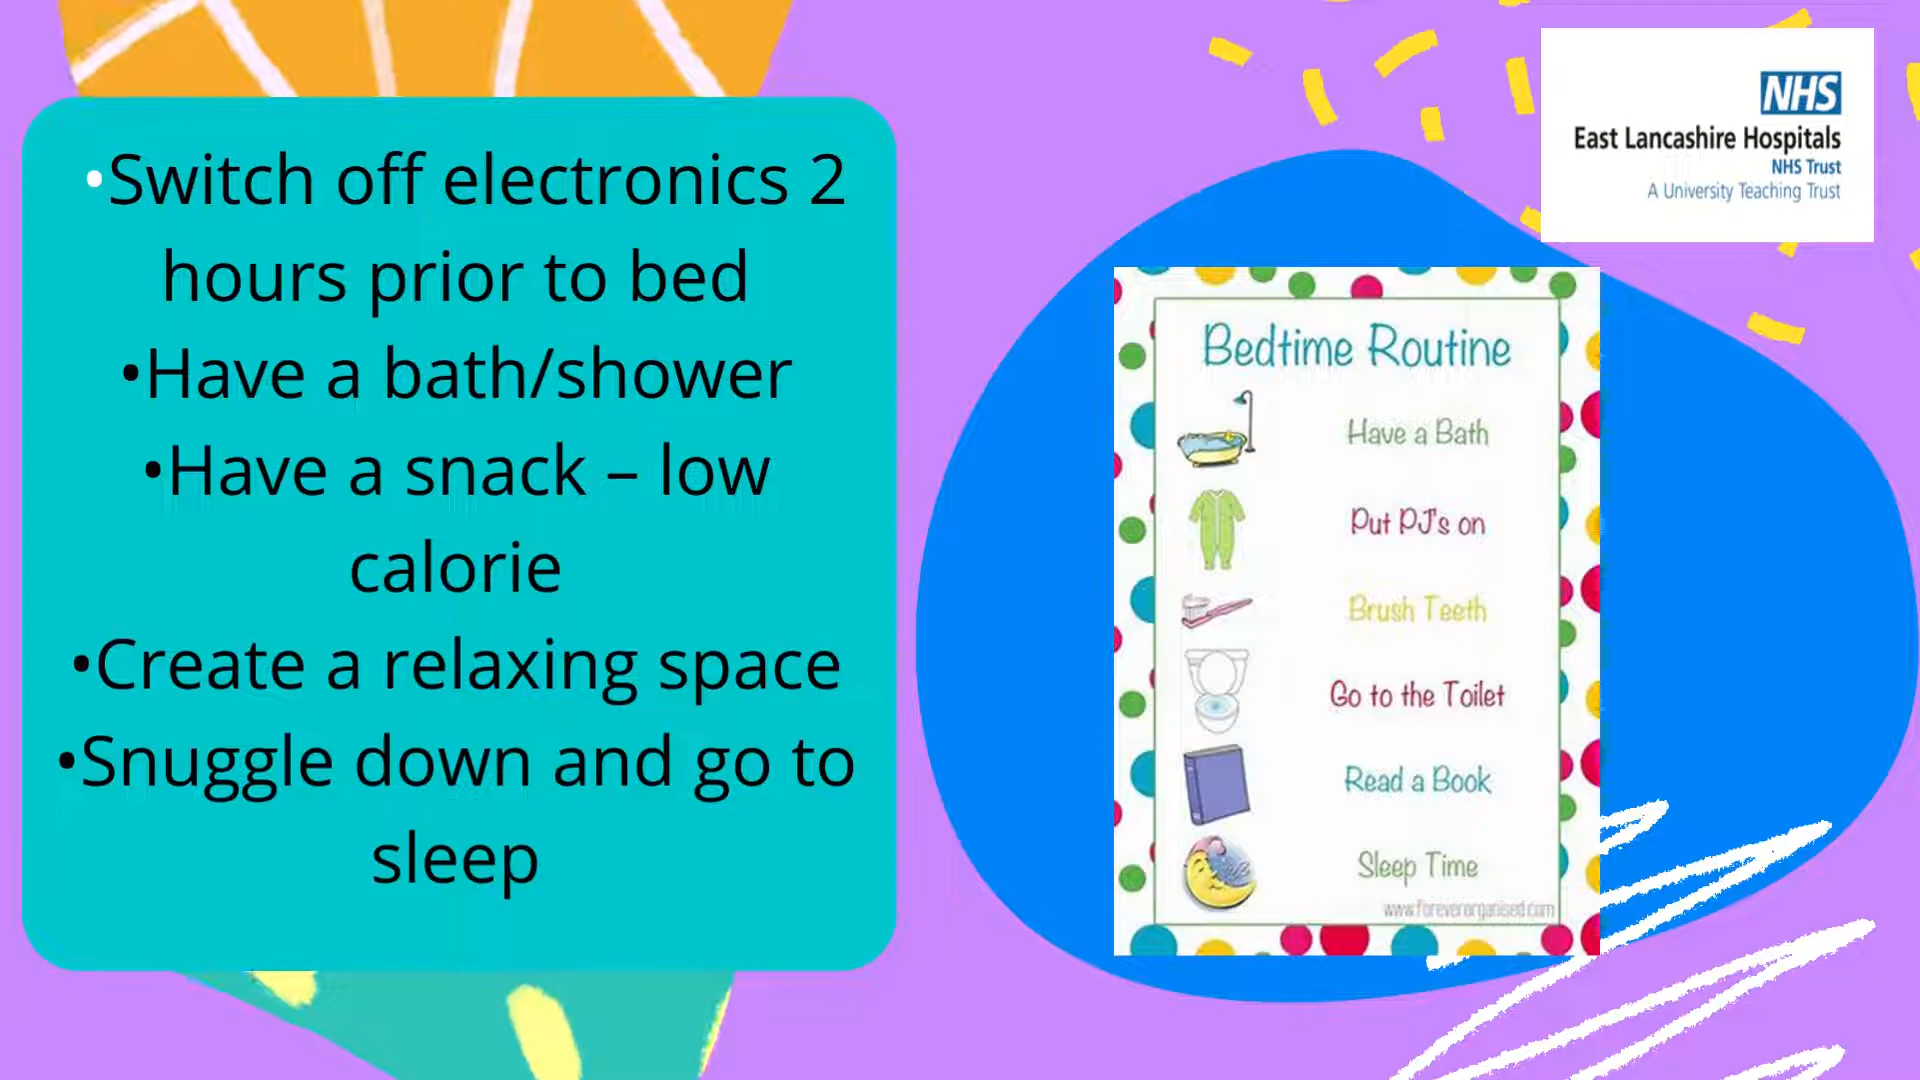 •Switch off electronics 2
hours prior to bed
•Have a bath/shower
•Have a snack – low
calorie
•Create a relaxing space
•Snuggle down and go to
sleep
NHS
East Lancashire Hospitals
NHS Trust
A University Teaching Trust
Bedtime Routine
Have a Bath
Put PJ's on
Brush Teeth
Go to the Toilet
Read a Book
Sleep Time
www.foreverorganised.com